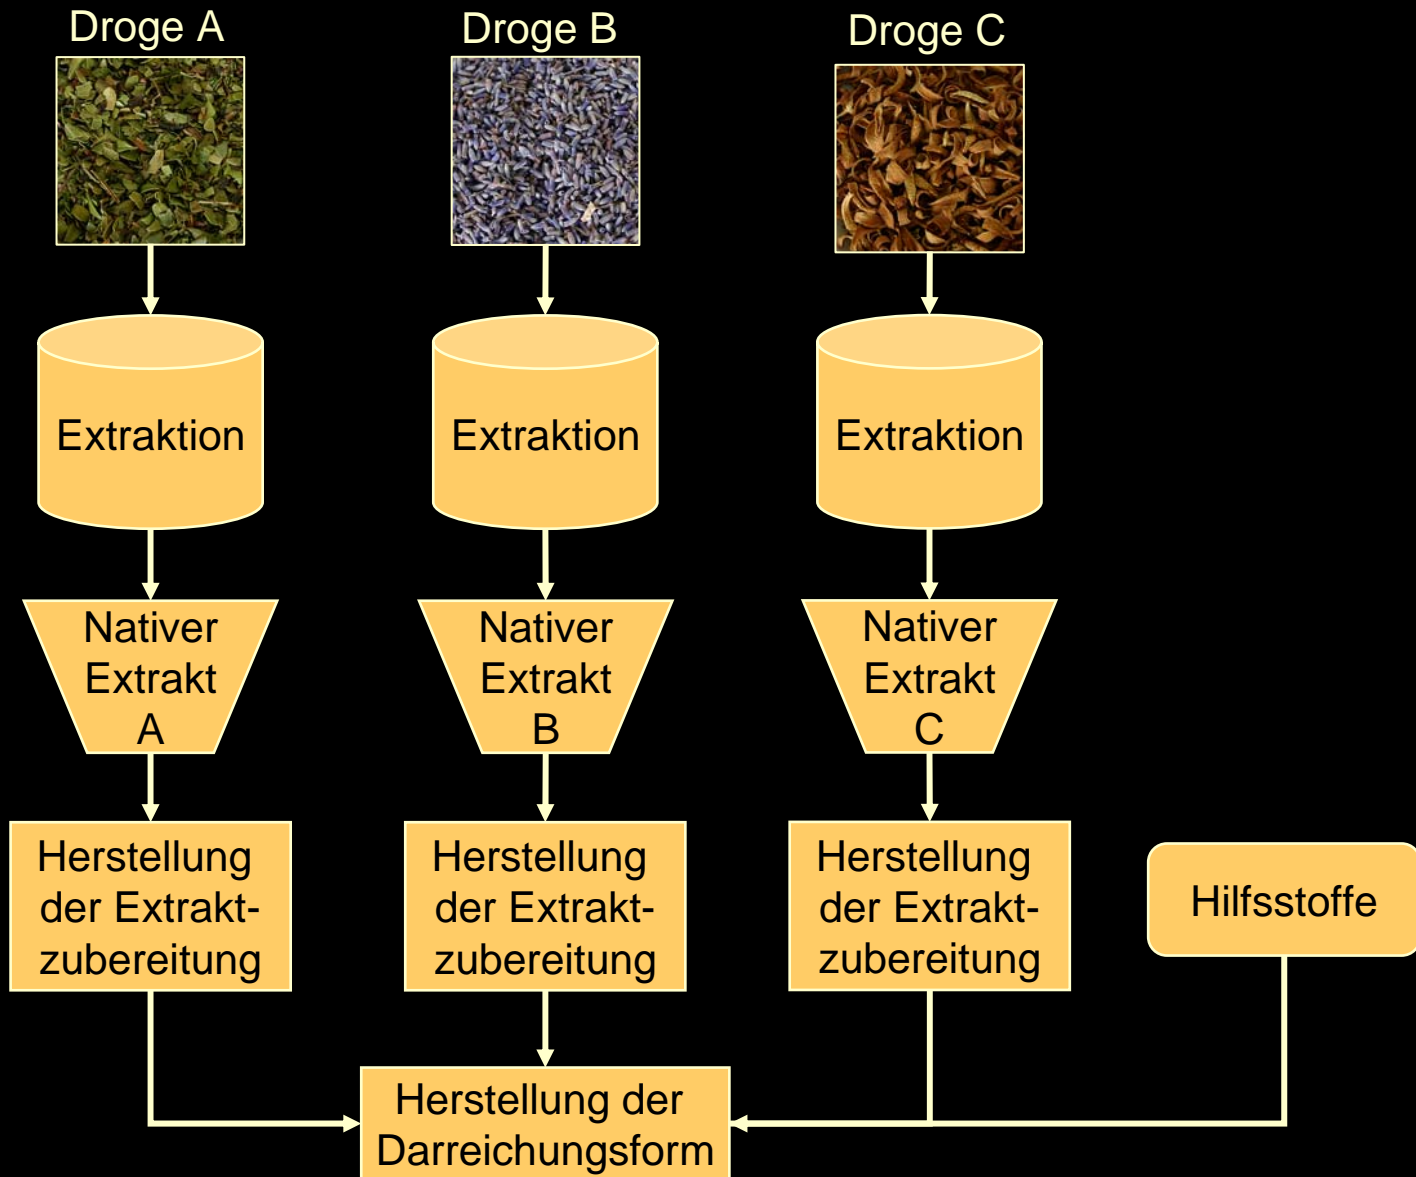 Droge A
Droge B
Droge C
Extraktion
Extraktion
Extraktion
Nativer
Extrakt
A
Nativer
Extrakt
B
Nativer
Extrakt
C
Herstellung
der Extrakt-
zubereitung
Herstellung
der Extrakt-
zubereitung
Herstellung
der Extrakt-
zubereitung
Hilfsstoffe
Herstellung der
Darreichungsform